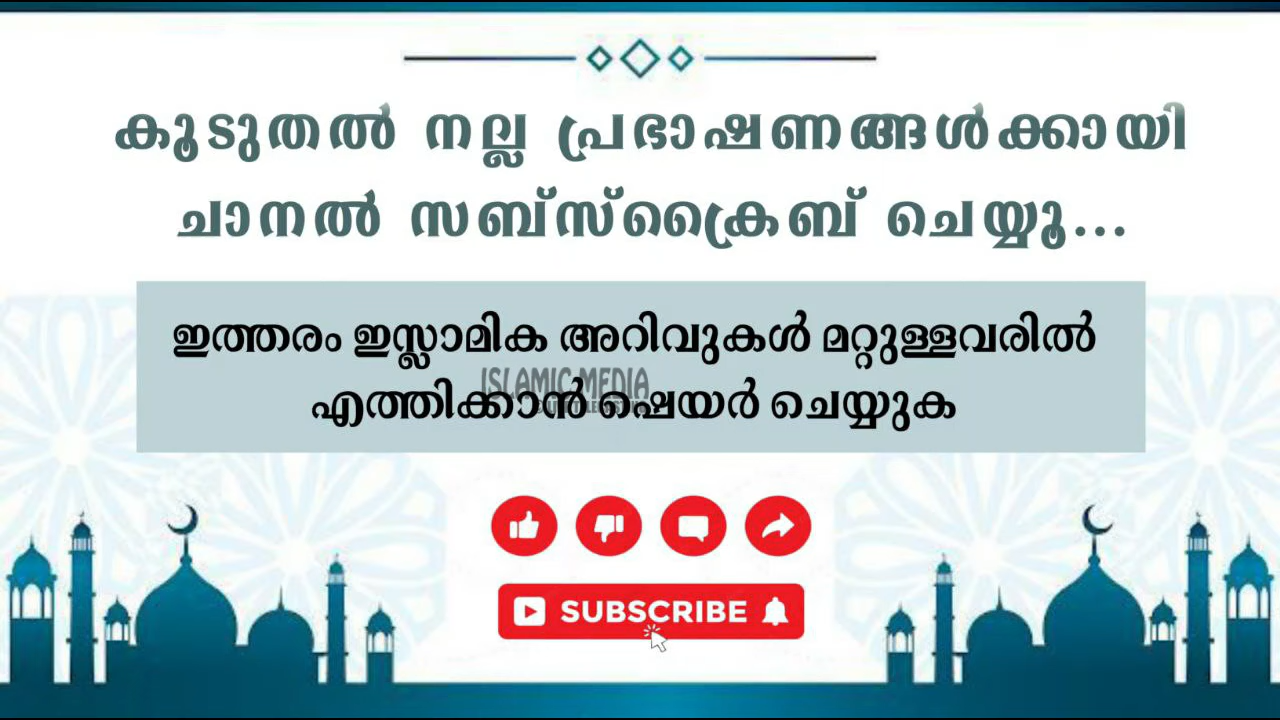 കൂടുതൽ നല്ല പ്രഭാഷണങ്ങൾക്കായി
ചാനൽ സബ്സ്ക്രൈബ് ചെയ്യൂ...
ഇത്തരം ഇസ്ലാമിക അറിവുകൾ മറ്റുള്ളവരിൽ
ISLAMIC MEDIA
എത്തിക്കാൻ ഷെയർ ചെയ്യുക
SUBSCRIBE